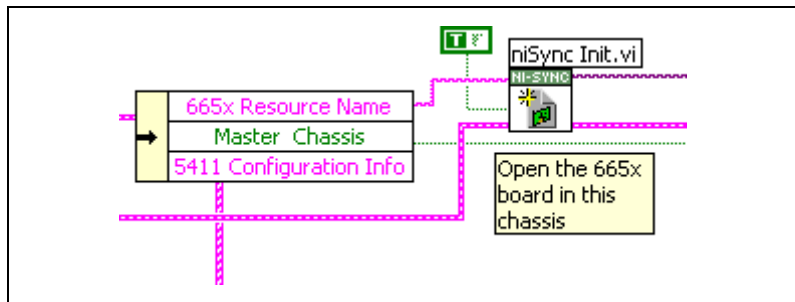 T F
niSync Init.vi
NI-SYNC
665x Resource Name
Master Chassis
5411 Configuration Info
Open the 665x
board in this
chassis